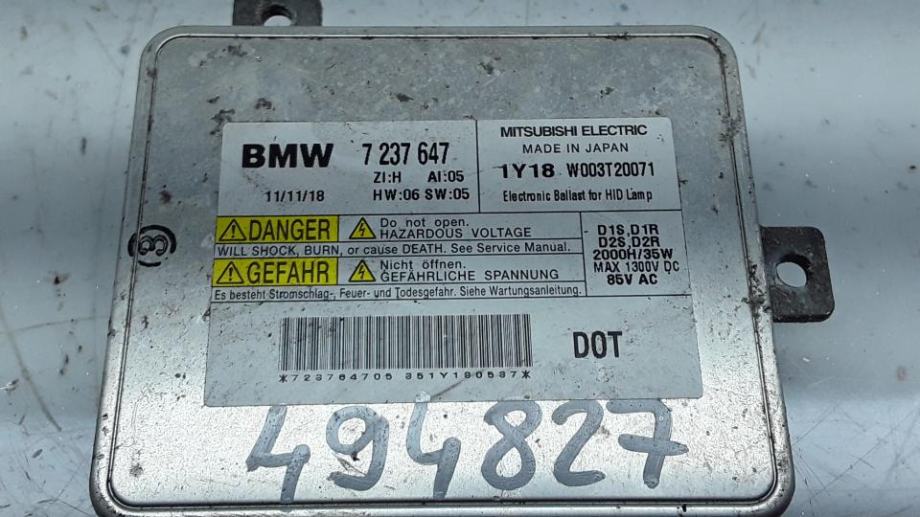 BMW 7 237 647
ZI:H AI:05
11/11/18 HW:06 SW:05
MITSUBISHI ELECTRIC
MADE IN JAPAN
1Y18 W003T20071
Electronic Ballast for HID Lamp
DANGER Do not open.
HAZARDOUS VOLTAGE
WILL SHOCK, BURN, or cause DEATH. See Service Manual.
GEFAHR Nicht öffnen.
GEFÄHRLICHE SPANNUNG
Es besteht Stromschlag-, Feuer- und Todesgefahr. Siehe Wartungsanleitung.
D1S,D1R
D2S,D2R
2000H/35W
MAX 1300V DC
85V AC
*723764705 351Y190587*
DOT
494827